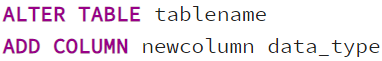 ALTER TABLE tablename
ADD COLUMN newcolumn data_type